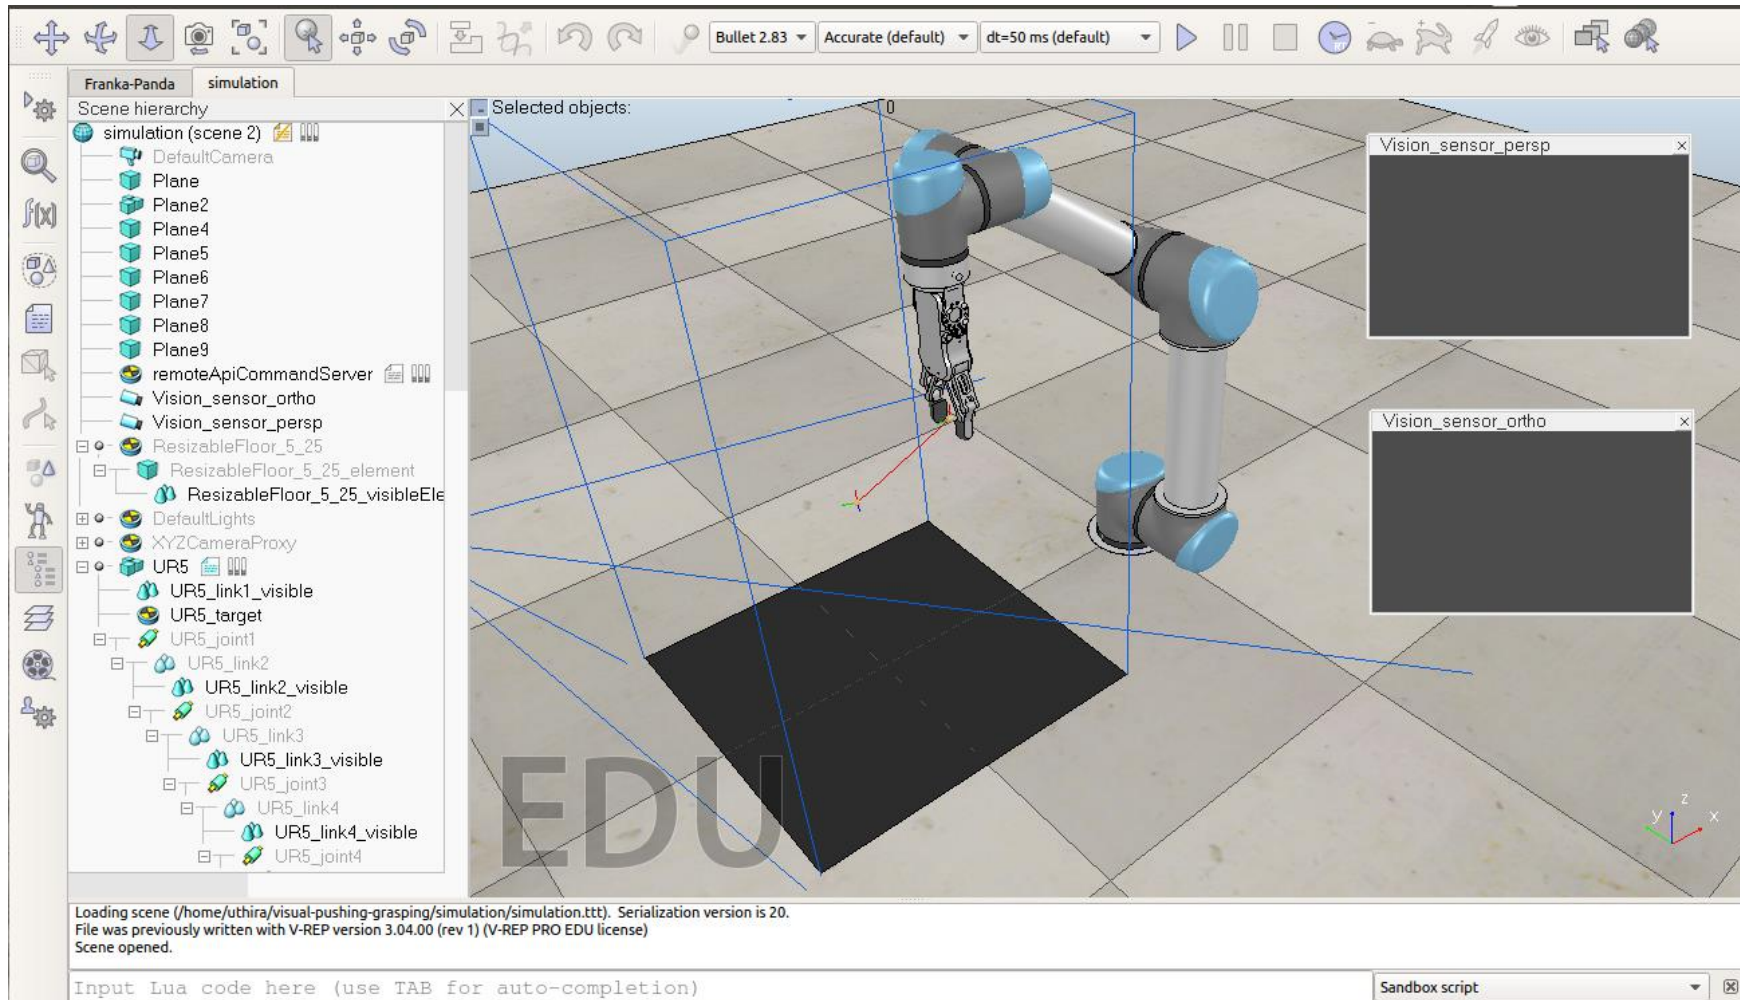 Bullet 2.83 Accurate (default) dt=50 ms (default)
RT
Franka-Panda simulation
Scene hierarchy
Selected objects: 0
simulation (scene 2)
DefaultCamera
Plane
Plane2
Plane4
Plane5
Plane6
Plane7
Plane8
Plane9
remoteApiCommandServer
Vision_sensor_ortho
Vision_sensor_persp
ResizableFloor_5_25
ResizableFloor_5_25_element
ResizableFloor_5_25_visibleEle
DefaultLights
XYZCameraProxy
UR5
UR5_link1_visible
UR5_target
UR5_joint1
UR5_link2
UR5_link2_visible
UR5_joint2
UR5_link3
UR5_link3_visible
UR5_joint3
UR5_link4
UR5_link4_visible
UR5_joint4
f(x)
Vision_sensor_persp
Vision_sensor_ortho
EDU
z
y x
Loading scene (/home/uthira/visual-pushing-grasping/simulation/simulation.ttt). Serialization version is 20.
File was previously written with V-REP version 3.04.00 (rev 1) (V-REP PRO EDU license)
Scene opened.
Input Lua code here (use TAB for auto-completion) Sandbox script